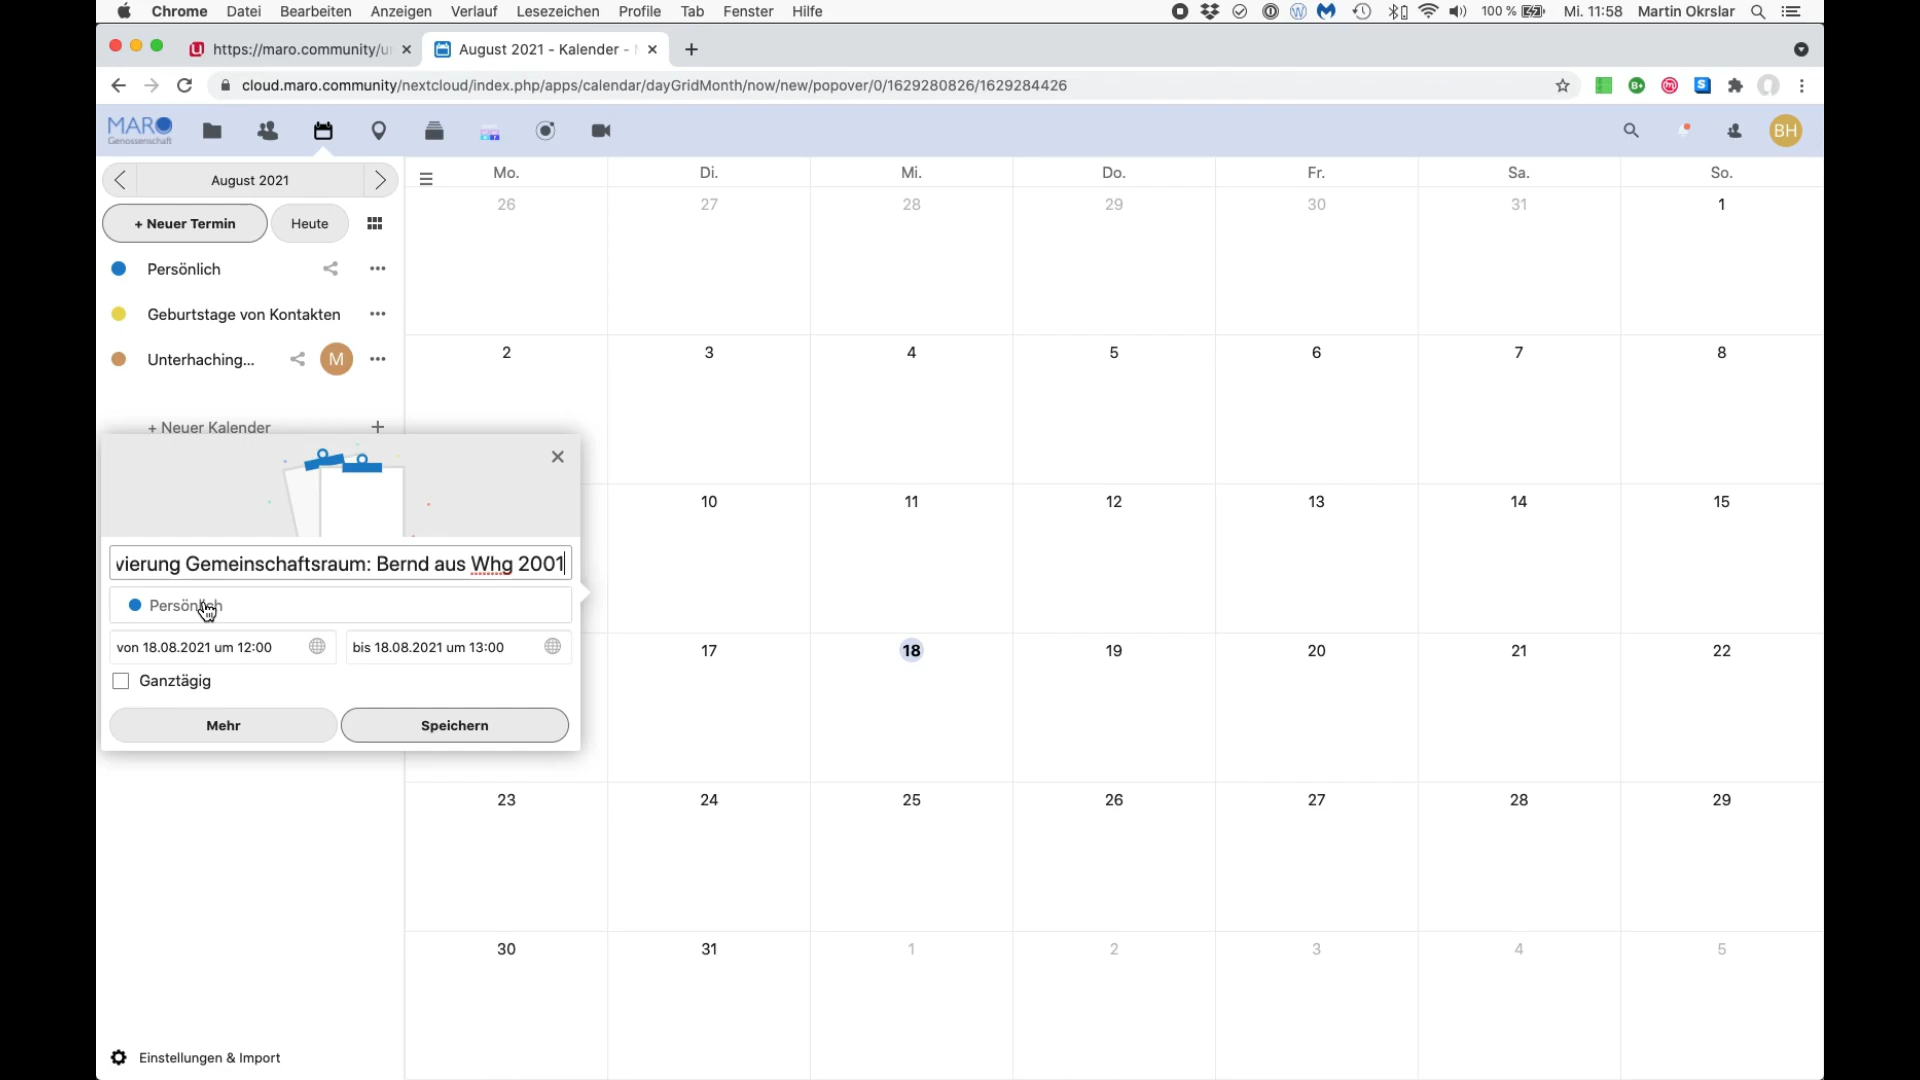 Chrome Datei Bearbeiten Anzeigen Verlauf Lesezeichen Profile Tab Fenster Hilfe 100 % Mi. 11:58 Martin Okrslar
https://maro.community/u August 2021 - Kalender -
cloud.maro.community/nextcloud/index.php/apps/calendar/dayGridMonth/now/new/popover/0/1629280826/1629284426
MARO
Genossenschaft
BH
August 2021
+ Neuer Termin Heute
Persönlich
Geburtstage von Kontakten
Unterhaching... M
+ Neuer Kalender
vierung Gemeinschaftsraum: Bernd aus Whg 2001
Persönlich
von 18.08.2021 um 12:00 bis 18.08.2021 um 13:00
Ganztägig
Mehr Speichern
Einstellungen & Import
Mo. Di. Mi. Do. Fr. Sa. So.
26 27 28 29 30 31 1
2 3 4 5 6 7 8
10 11 12 13 14 15
17 18 19 20 21 22
23 24 25 26 27 28 29
30 31 1 2 3 4 5